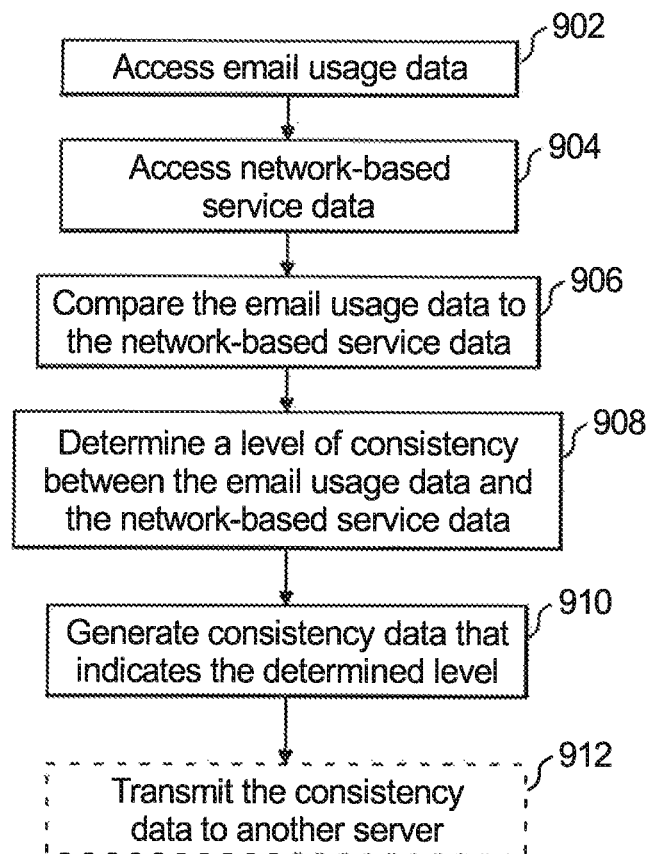 902
Access email usage data
904
Access network-based
service data
906
Compare the email usage data to
the network-based service data
908
Determine a level of consistency
between the email usage data and
the network-based service data
910
Generate consistency data that
indicates the determined level
912
Transmit the consistency
data to another server